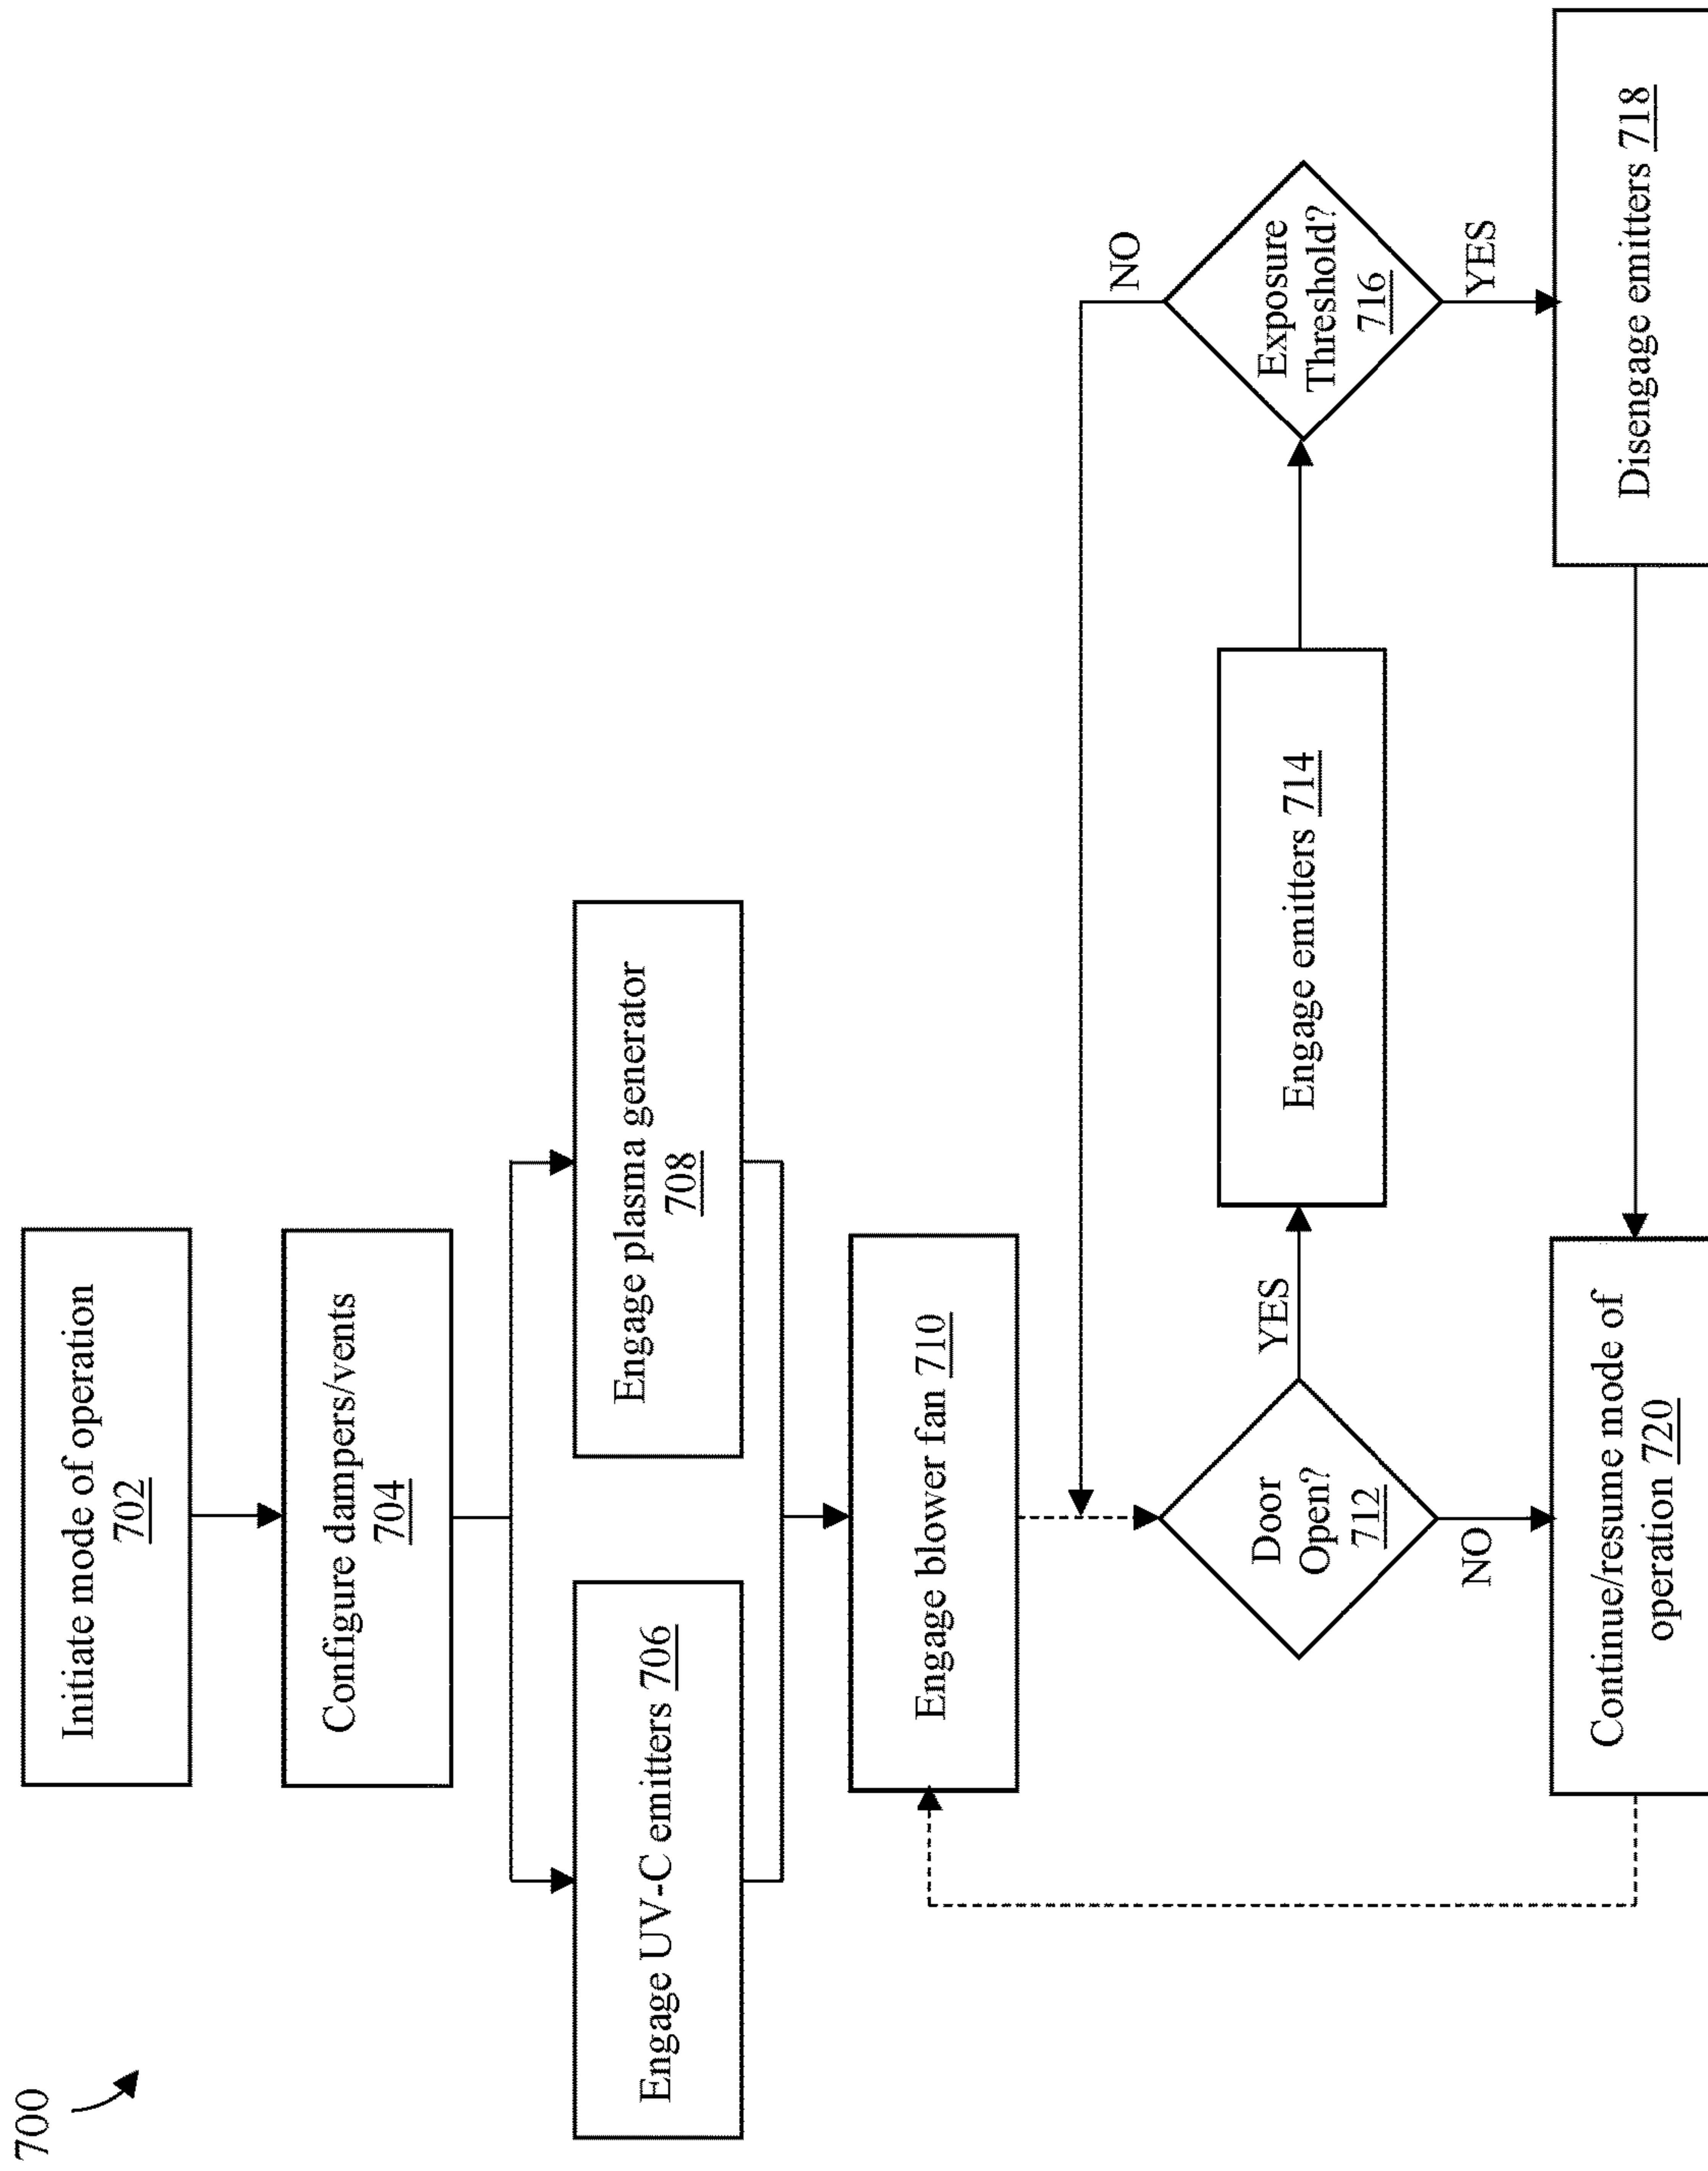 700
Initiate mode of operation
702
Configure dampers/vents
704
Engage UV-C emitters 706
Engage plasma generator
708
Engage blower fan 710
Door
Open?
712
YES
NO
Engage emitters 714
Exposure
Threshold?
716
NO
YES
Disengage emitters 718
Continue/resume mode of
operation 720